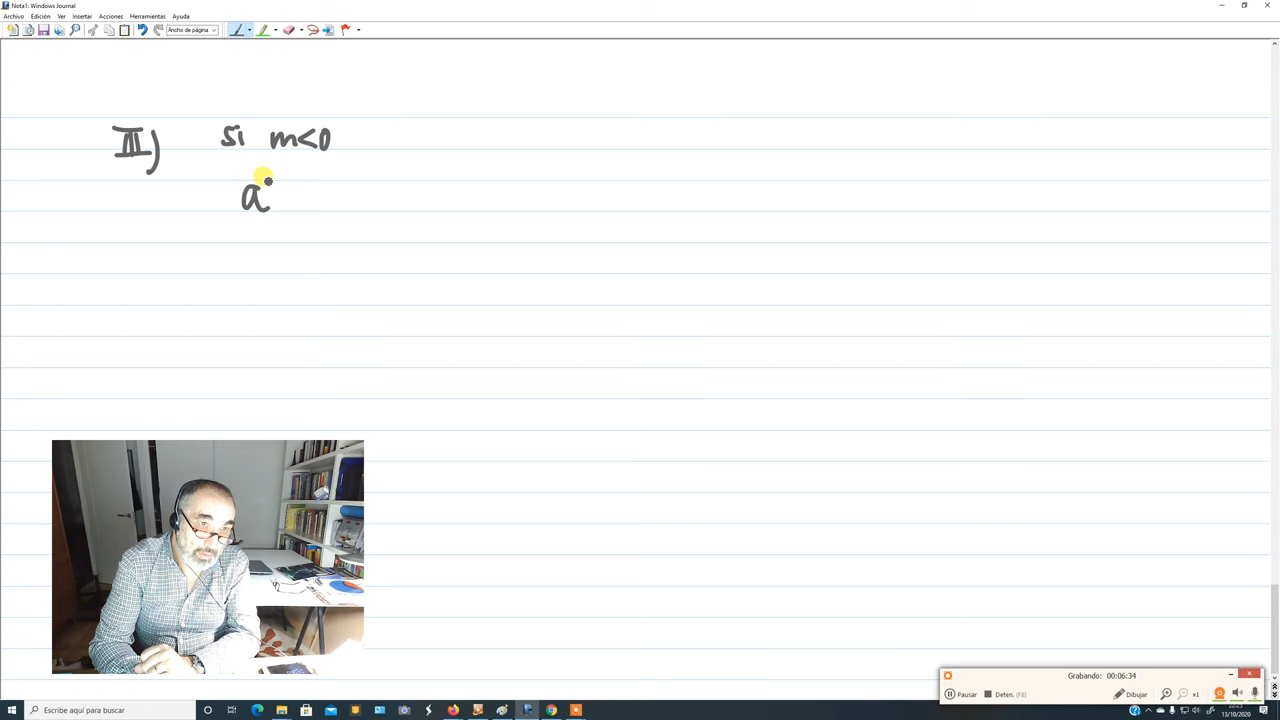 Nota1: Windows Journal
Archivo Edición Ver Insertar Acciones Herramientas Ayuda
Ancho de página
III) Si m<0
a
Grabando: 00:06:34
Pausar Deten. (F8) Dibujar x1
Escribe aquí para buscar
13/10/2020